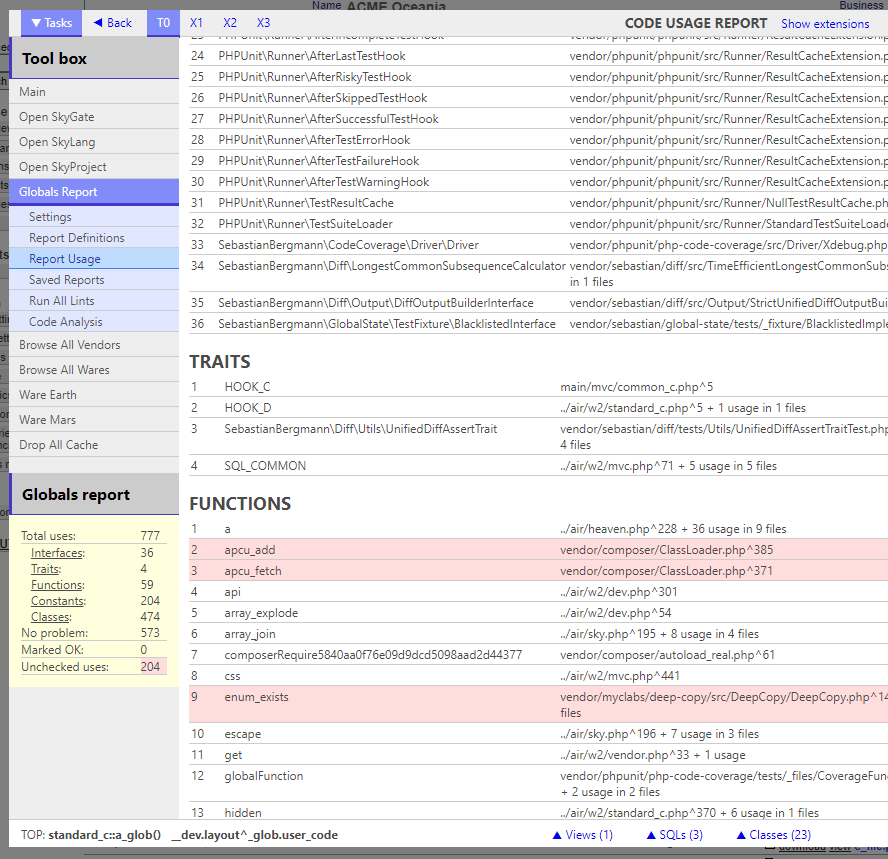 Name ACME Oceania Business
▼ Tasks ◀ Back T0 X1 X2 X3 CODE USAGE REPORT Show extensions
Tool box
Main
Open SkyGate
Open SkyLang
Open SkyProject
Globals Report
Settings
Report Definitions
Report Usage
Saved Reports
Run All Lints
Code Analysis
Browse All Vendors
Browse All Wares
Ware Earth
Ware Mars
Drop All Cache
Globals report
Total uses: 777
Interfaces: 36
Traits: 4
Functions: 59
Constants: 204
Classes: 474
No problem: 573
Marked OK: 0
Unchecked uses: 204
23 PHPUnit\Runner\AfterIncompleteTestHook vendor/phpunit/phpunit/src/Runner/ResultCacheExtension.p
24 PHPUnit\Runner\AfterLastTestHook vendor/phpunit/phpunit/src/Runner/ResultCacheExtension.p
25 PHPUnit\Runner\AfterRiskyTestHook vendor/phpunit/phpunit/src/Runner/ResultCacheExtension.p
26 PHPUnit\Runner\AfterSkippedTestHook vendor/phpunit/phpunit/src/Runner/ResultCacheExtension.p
27 PHPUnit\Runner\AfterSuccessfulTestHook vendor/phpunit/phpunit/src/Runner/ResultCacheExtension.p
28 PHPUnit\Runner\AfterTestErrorHook vendor/phpunit/phpunit/src/Runner/ResultCacheExtension.p
29 PHPUnit\Runner\AfterTestFailureHook vendor/phpunit/phpunit/src/Runner/ResultCacheExtension.p
30 PHPUnit\Runner\AfterTestWarningHook vendor/phpunit/phpunit/src/Runner/ResultCacheExtension.p
31 PHPUnit\Runner\TestResultCache vendor/phpunit/phpunit/src/Runner/NullTestResultCache.ph
32 PHPUnit\Runner\TestSuiteLoader vendor/phpunit/phpunit/src/Runner/StandardTestSuiteLoade
33 SebastianBergmann\CodeCoverage\Driver\Driver vendor/phpunit/php-code-coverage/src/Driver/Xdebug.php
34 SebastianBergmann\Diff\LongestCommonSubsequenceCalculator vendor/sebastian/diff/src/TimeEfficientLongestCommonSubs
in 1 files
35 SebastianBergmann\Diff\Output\DiffOutputBuilderInterface vendor/sebastian/diff/src/Output/StrictUnifiedDiffOutputBui
36 SebastianBergmann\GlobalState\TestFixture\BlacklistedInterface vendor/sebastian/global-state/tests/_fixture/BlacklistedImple
TRAITS
1 HOOK_C main/mvc/common_c.php^5
2 HOOK_D ../air/w2/standard_c.php^5 + 1 usage in 1 files
3 SebastianBergmann\Diff\Utils\UnifiedDiffAssertTrait vendor/sebastian/diff/tests/Utils/UnifiedDiffAssertTraitTest.php
4 files
4 SQL_COMMON ../air/w2/mvc.php^71 + 5 usage in 5 files
FUNCTIONS
1 a ../air/heaven.php^228 + 36 usage in 9 files
2 apcu_add vendor/composer/ClassLoader.php^385
3 apcu_fetch vendor/composer/ClassLoader.php^371
4 api ../air/w2/dev.php^301
5 array_explode ../air/w2/dev.php^54
6 array_join ../air/sky.php^195 + 8 usage in 4 files
7 composerRequire5840aa0f76e09d9dcd5098aad2d44377 vendor/composer/autoload_real.php^61
8 css ../air/w2/mvc.php^441
9 enum_exists vendor/myclabs/deep-copy/src/DeepCopy/DeepCopy.php^14
files
10 escape ../air/sky.php^196 + 7 usage in 3 files
11 get ../air/w2/vendor.php^33 + 1 usage
12 globalFunction vendor/phpunit/php-code-coverage/tests/_files/CoverageFunc
+ 2 usage in 2 files
13 hidden ../air/w2/standard_c.php^370 + 6 usage in 1 files
TOP: standard_c::a_glob() __dev.layout^_glob.user_code ▲ Views (1) ▲ SQLs (3) ▲ Classes (23)